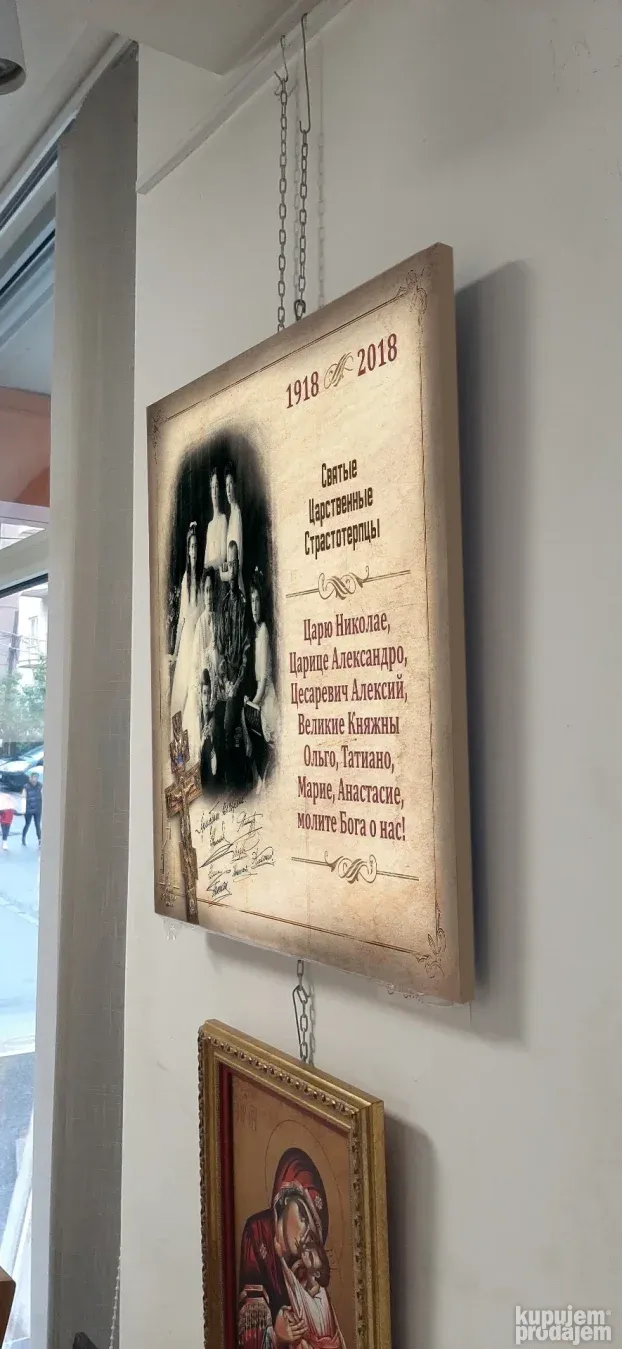 1918 2018
Святые
Царственные
Страстотерпцы
Царю Николае,
Царице Александро,
Цесаревич Алексий,
Великие Княжны
Ольго, Татиано,
Марие, Анастасие,
молите Бога о нас!
kupujem
prodajem